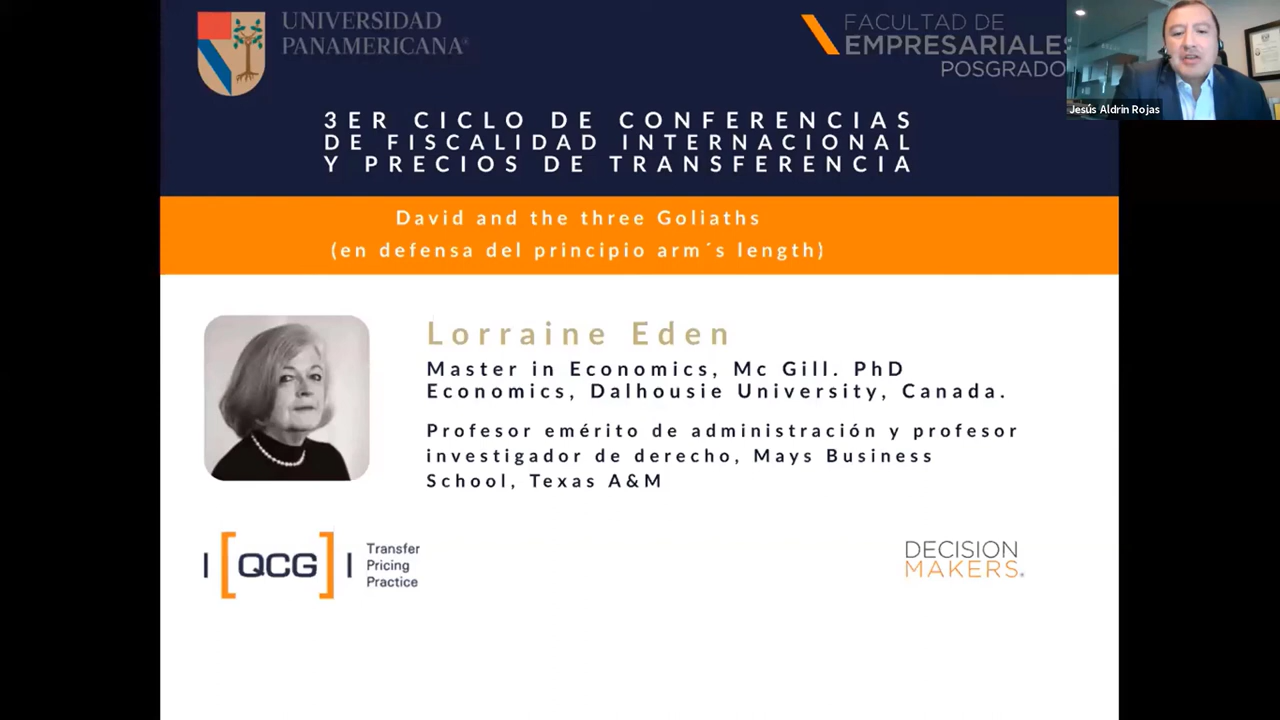 UNIVERSIDAD
PANAMERICANA®
FACULTAD DE
EMPRESARIALES
POSGRADO
Jesús Aldrin Rojas
3ER CICLO DE CONFERENCIAS
DE FISCALIDAD INTERNACIONAL
Y PRECIOS DE TRANSFERENCIA
David and the three Goliaths
(en defensa del principio arm´s length)
Lorraine Eden
Master in Economics, Mc Gill. PhD
Economics, Dalhousie University, Canada.
Profesor emérito de administración y profesor
investigador de derecho, Mays Business
School, Texas A&M
[QCG]
Transfer
Pricing
Practice
DECISION
MAKERS®